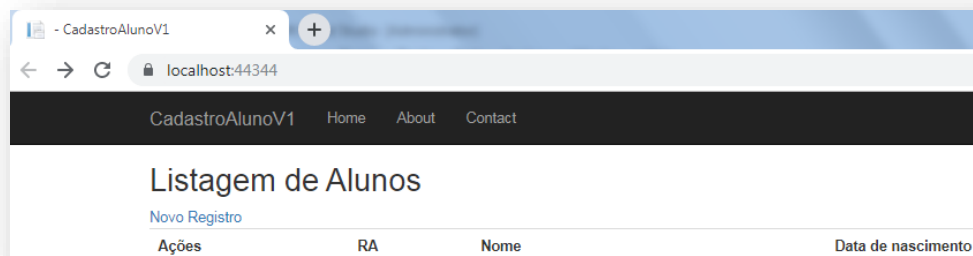 - CadastroAlunoV1
localhost:44344
CadastroAlunoV1 Home About Contact
Listagem de Alunos
Novo Registro
Ações RA Nome Data de nascimento